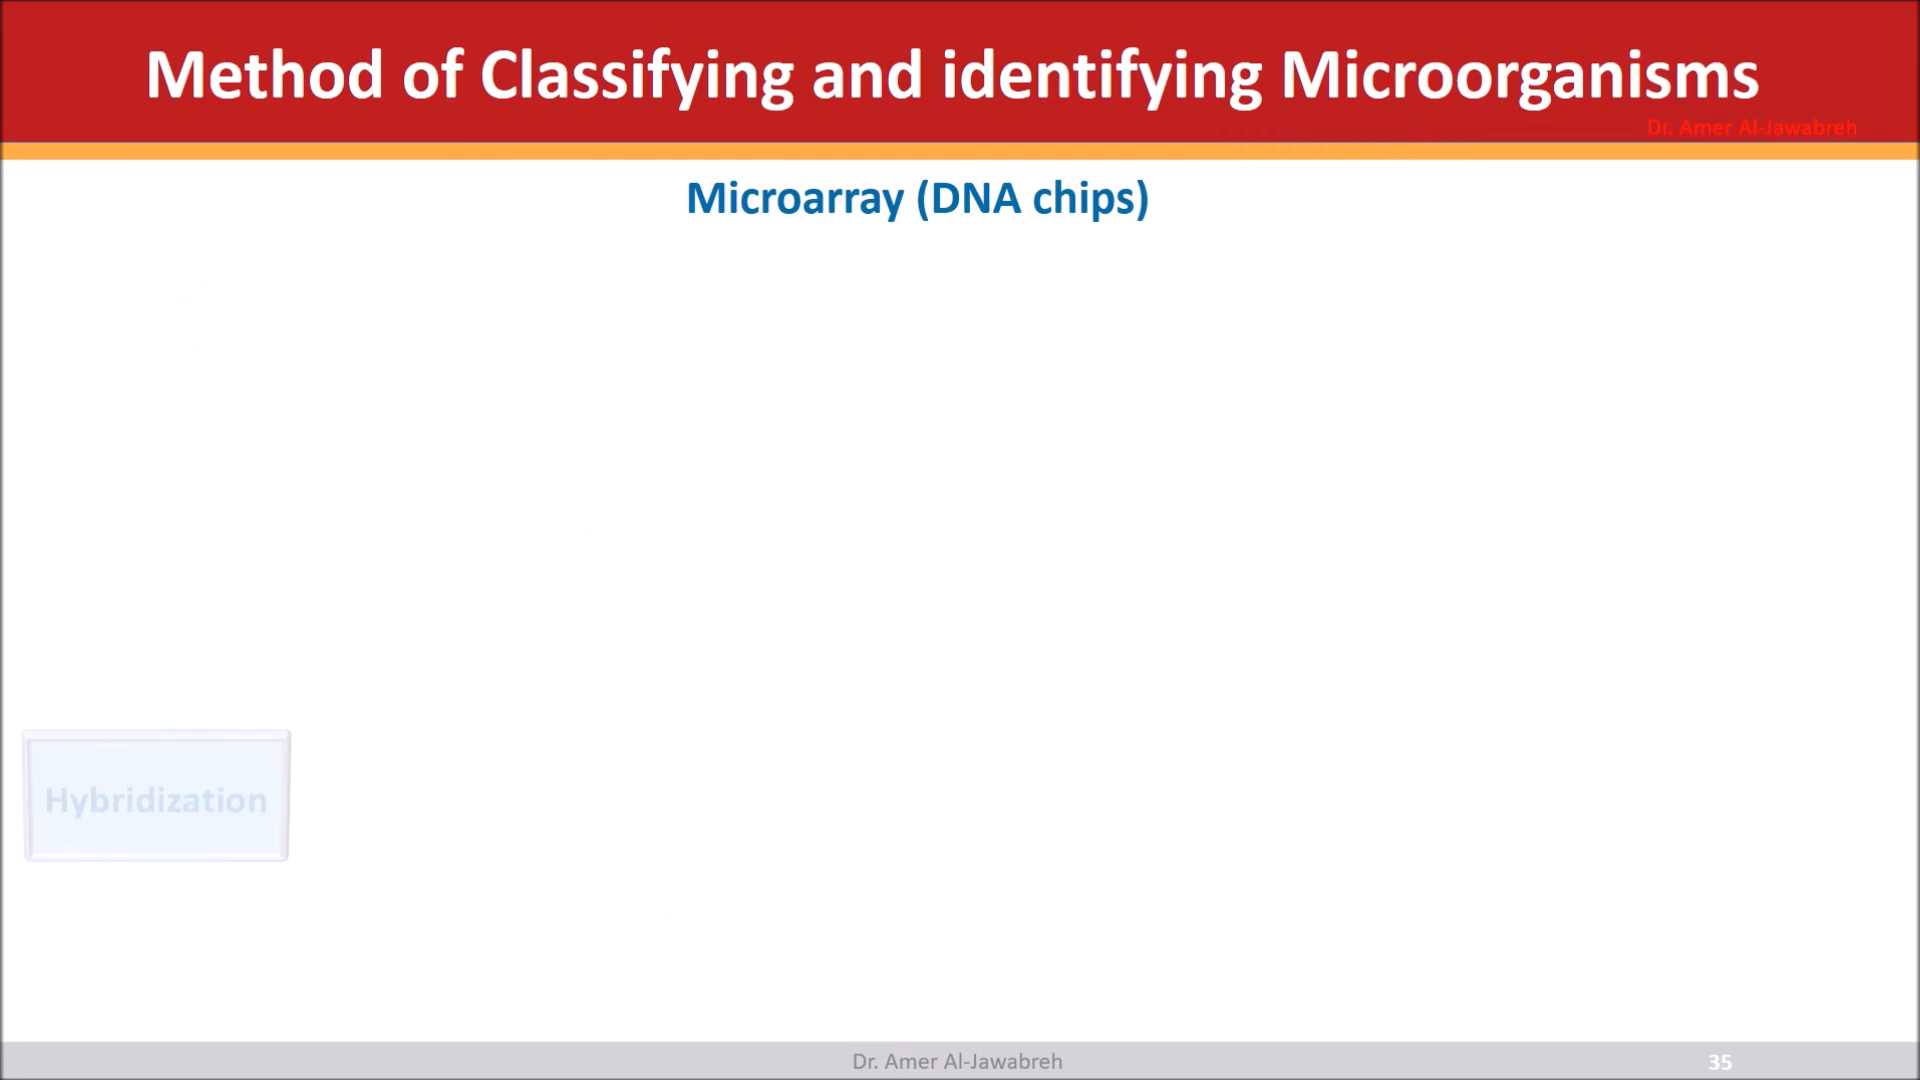 Method of Classifying and identifying Microorganisms
Dr. Amer Al-Jawabreh
Microarray (DNA chips)
Hybridization
Dr. Amer Al-Jawabreh
35